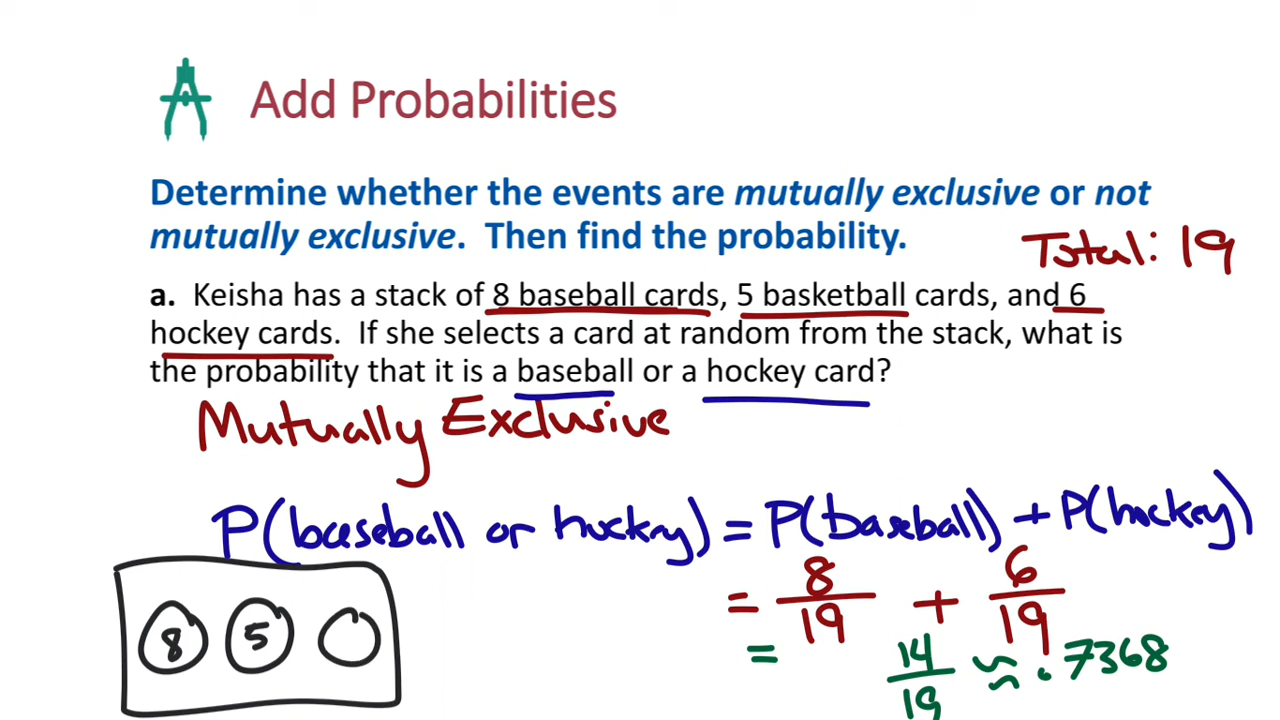 Add Probabilities
Determine whether the events are mutually exclusive or not
mutually exclusive. Then find the probability.
Total: 19
a. Keisha has a stack of 8 baseball cards, 5 basketball cards, and 6
hockey cards. If she selects a card at random from the stack, what is
the probability that it is a baseball or a hockey card?
Mutually Exclusive
P(baseball or hockey) = P(baseball) + P(hockey)
= 8/19 + 6/19
= 14/19 ≈ .7368
8 5